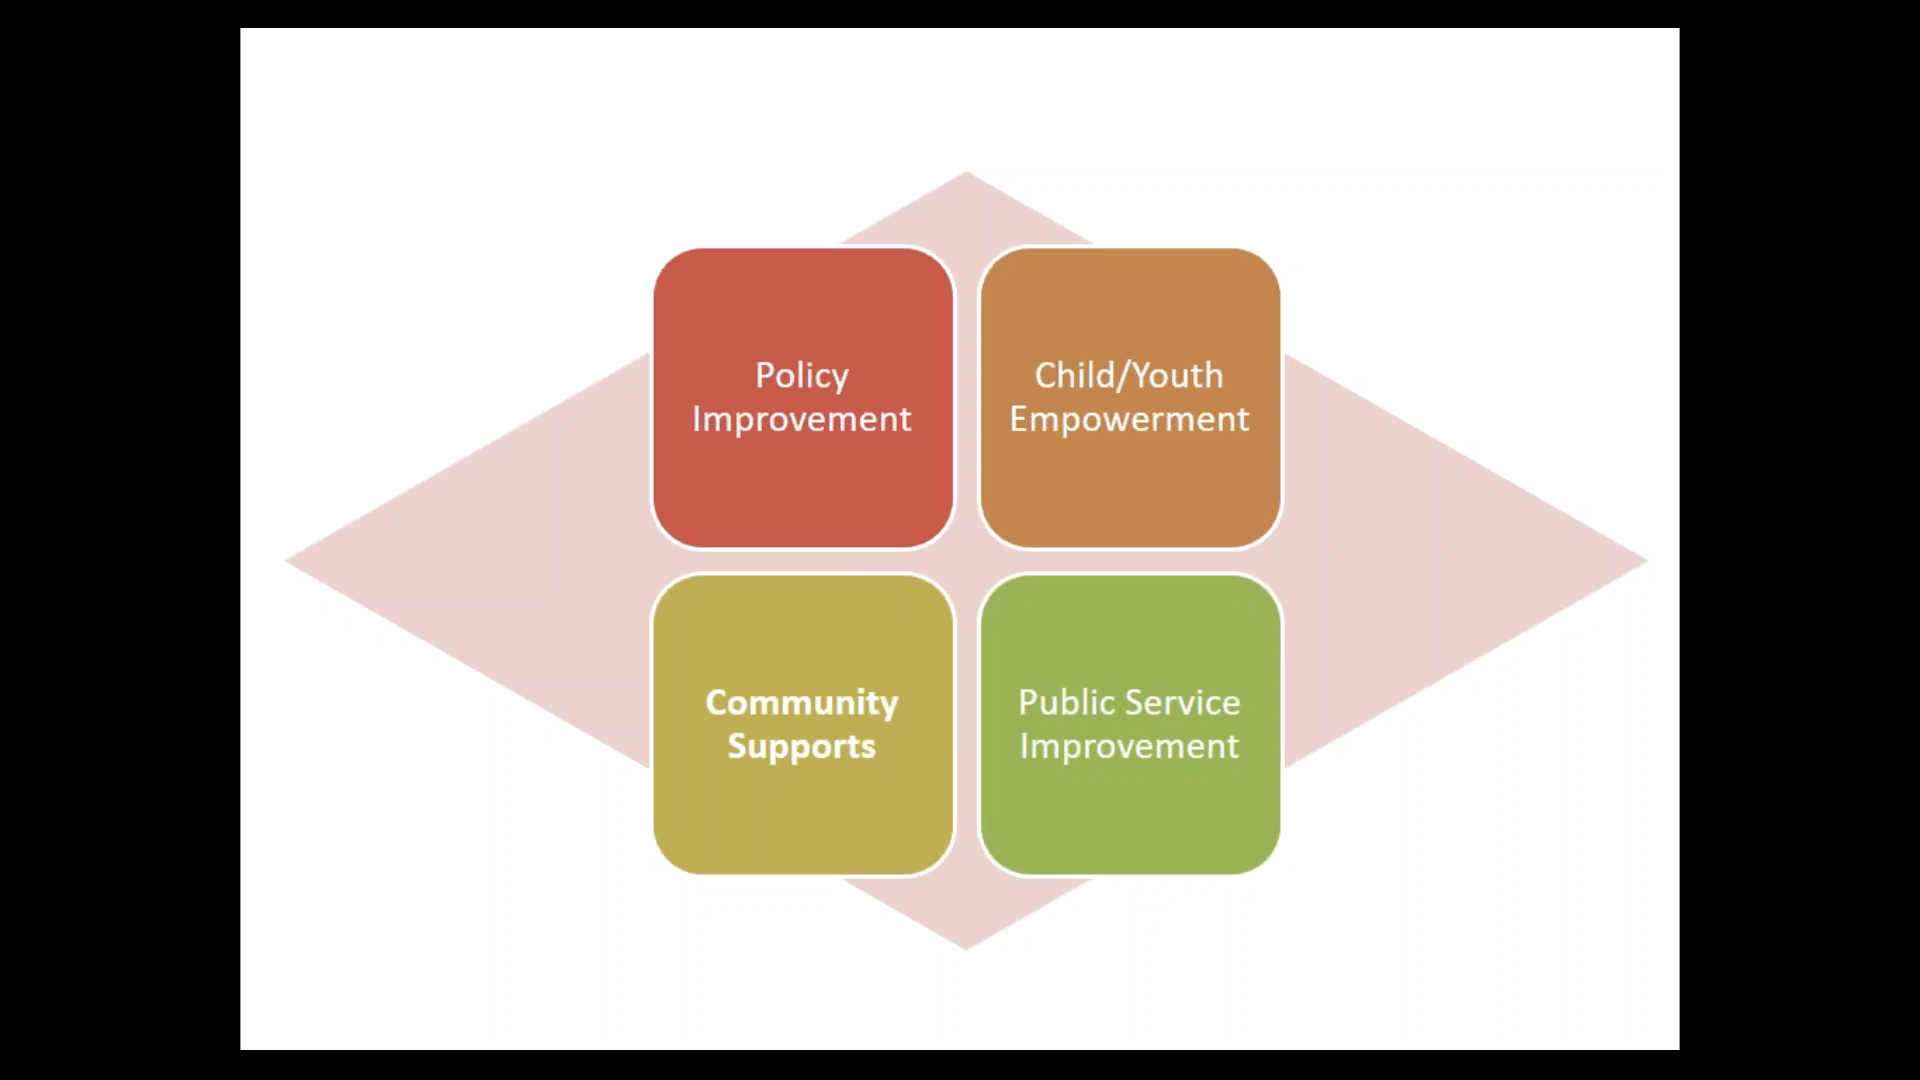 Policy
Improvement
Child/Youth
Empowerment
Community
Supports
Public Service
Improvement